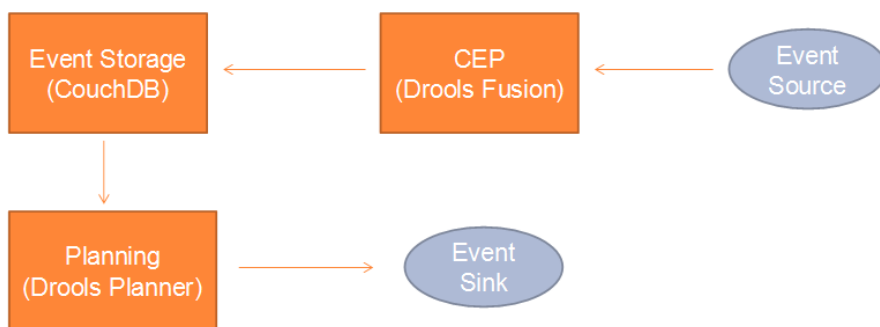 Event Storage
(CouchDB)
CEP
(Drools Fusion)
Event
Source
Planning
(Drools Planner)
Event
Sink